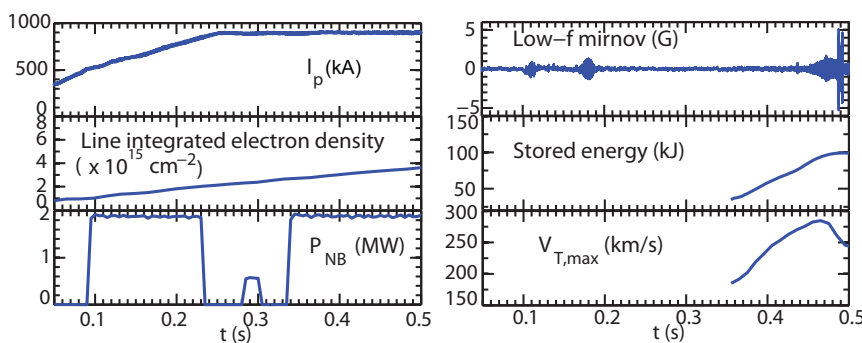 1000
500
0
I_p (kA)
8
6
4
2
0
Line integrated electron density
( x 10^15 cm^−2)
2
1
0
P_NB (MW)
0.1 0.2 0.3 0.4 0.5
t (s)
5
0
−5
Low−f mirnov (G)
150
100
50
Stored energy (kJ)
300
250
200
150
V_T,max (km/s)
0.1 0.2 0.3 0.4 0.5
t (s)